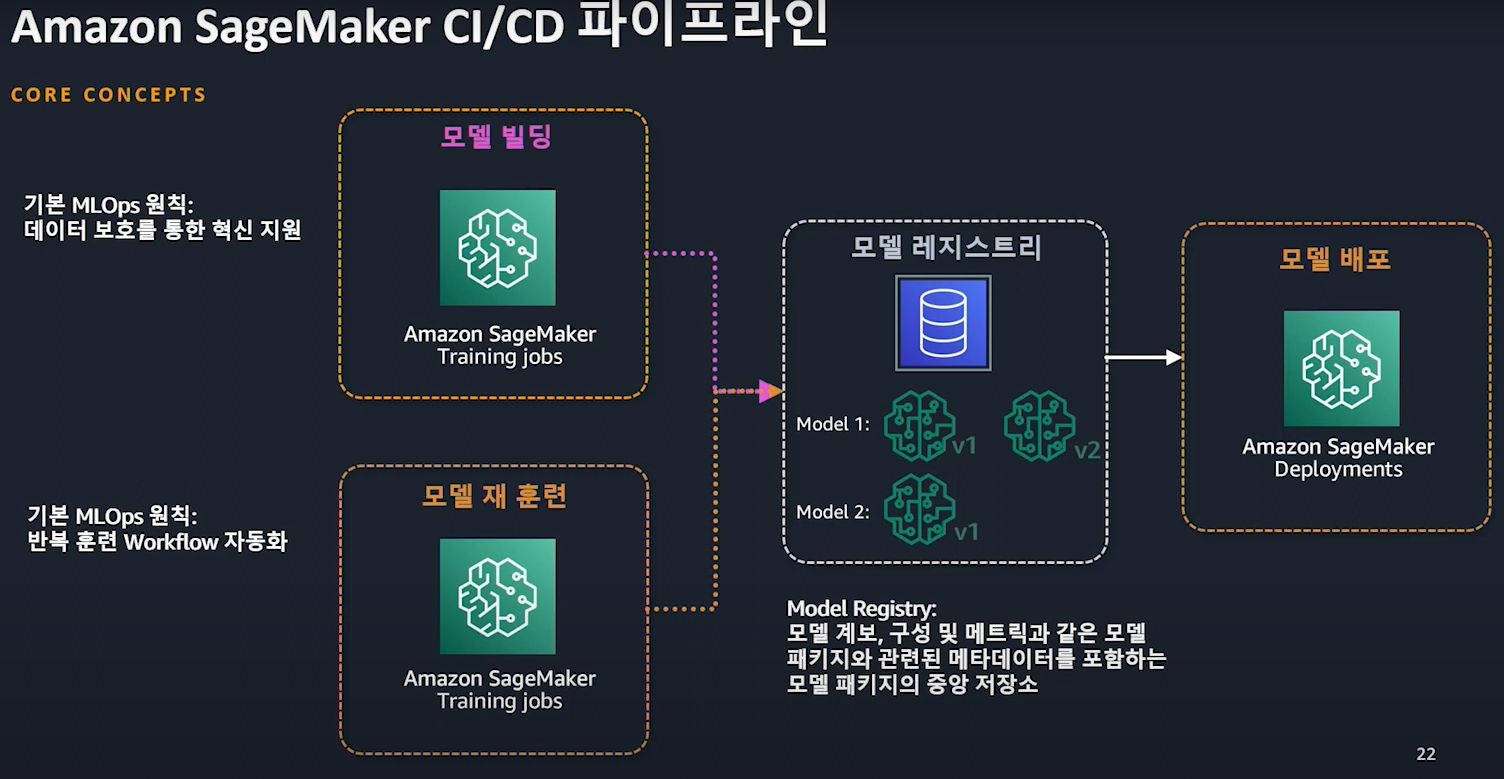 Amazon SageMaker CI/CD 파이프라인
CORE CONCEPTS
기본 MLOps 원칙:
데이터 보호를 통한 혁신 지원
모델 빌딩
Amazon SageMaker
Training jobs
기본 MLOps 원칙:
반복 훈련 Workflow 자동화
모델 재 훈련
Amazon SageMaker
Training jobs
모델 레지스트리
Model 1:
v1
v2
Model 2:
v1
Model Registry:
모델 계보, 구성 및 메트릭과 같은 모델
패키지와 관련된 메타데이터를 포함하는
모델 패키지의 중앙 저장소
모델 배포
Amazon SageMaker
Deployments
22